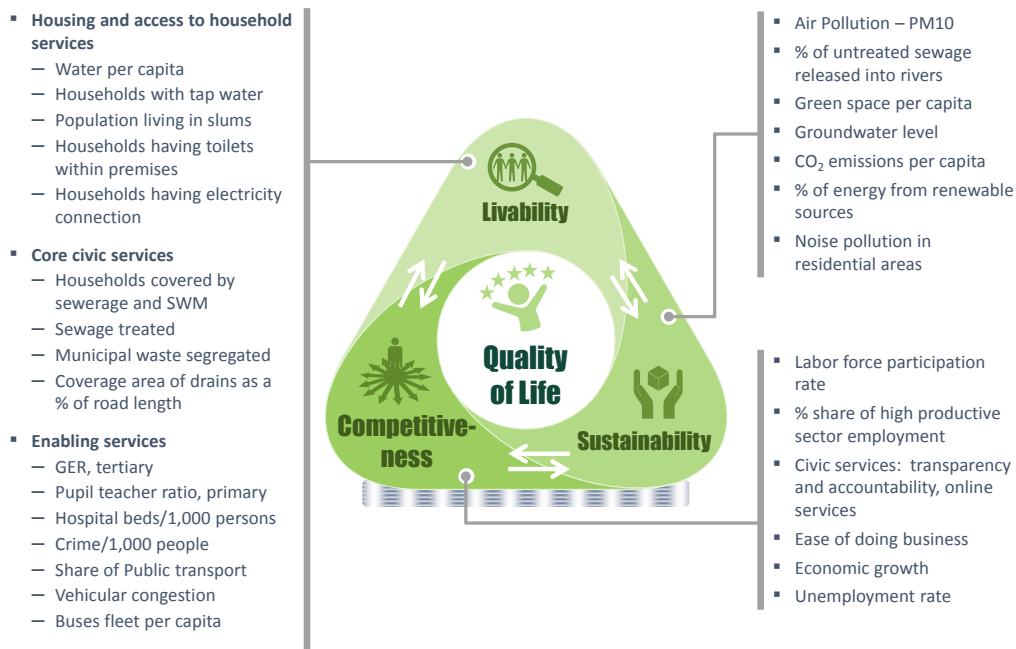 Housing and access to household
services
— Water per capita
— Households with tap water
— Population living in slums
— Households having toilets
within premises
— Households having electricity
connection
Core civic services
— Households covered by
sewerage and SWM
— Sewage treated
— Municipal waste segregated
— Coverage area of drains as a
% of road length
Enabling services
— GER, tertiary
— Pupil teacher ratio, primary
— Hospital beds/1,000 persons
— Crime/1,000 people
— Share of Public transport
— Vehicular congestion
— Buses fleet per capita
Livability
Quality
of Life
Competitive-
ness
Sustainability
Air Pollution – PM10
% of untreated sewage
released into rivers
Green space per capita
Groundwater level
CO₂ emissions per capita
% of energy from renewable
sources
Noise pollution in
residential areas
Labor force participation
rate
% share of high productive
sector employment
Civic services: transparency
and accountability, online
services
Ease of doing business
Economic growth
Unemployment rate